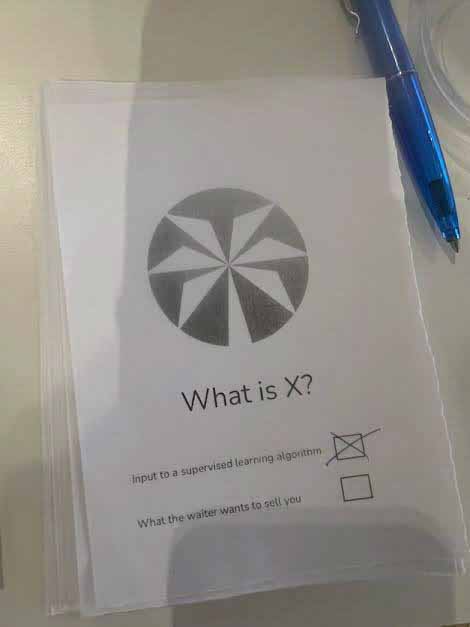 What is X?
Input to a supervised learning algorithm
What the waiter wants to sell you